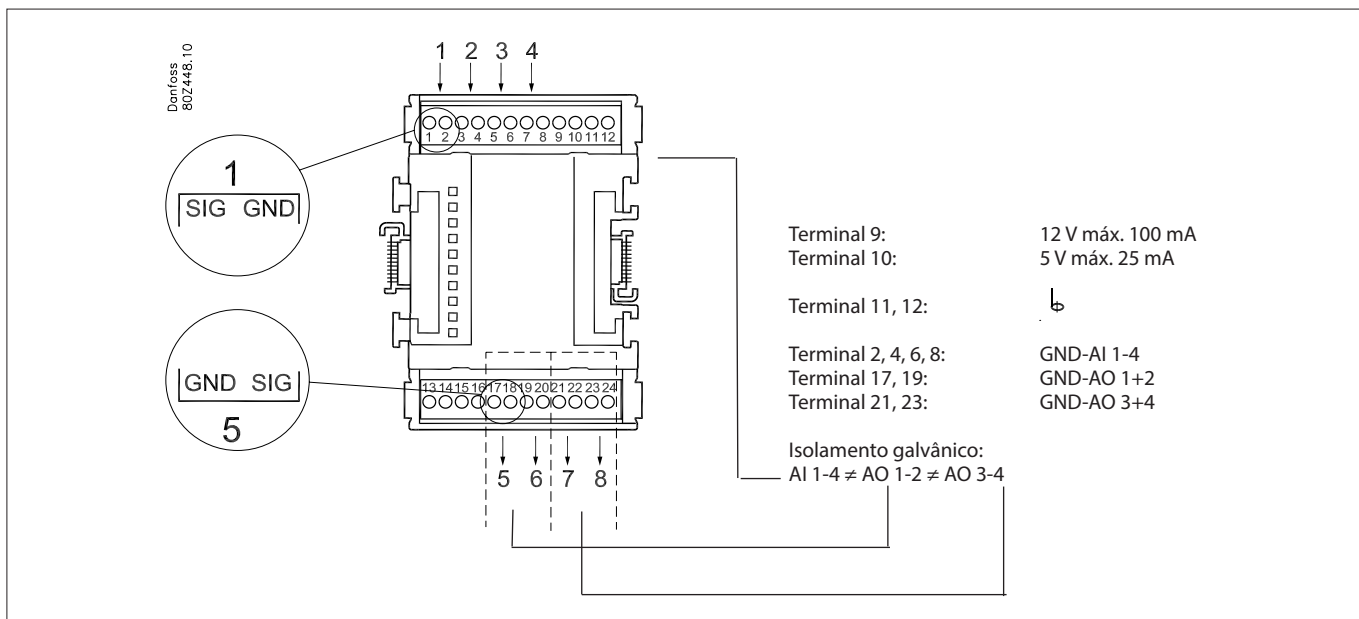 Danfoss
80Z448.10
1 2 3 4
1 2 3 4 5 6 7 8 9 10 11 12
1
SIG GND
GND SIG
5
13 14 15 16 17 18 19 20 21 22 23 24
5 6 7 8
Terminal 9: 12 V máx. 100 mA
Terminal 10: 5 V máx. 25 mA
Terminal 11, 12:
Terminal 2, 4, 6, 8: GND-AI 1-4
Terminal 17, 19: GND-AO 1+2
Terminal 21, 23: GND-AO 3+4
Isolamento galvânico:
AI 1-4 ≠ AO 1-2 ≠ AO 3-4